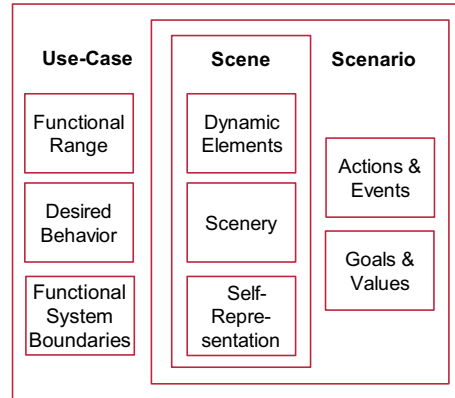 Use-Case
Functional
Range
Desired
Behavior
Functional
System
Boundaries
Scene
Dynamic
Elements
Scenery
Self-
Repre-
sentation
Scenario
Actions &
Events
Goals &
Values